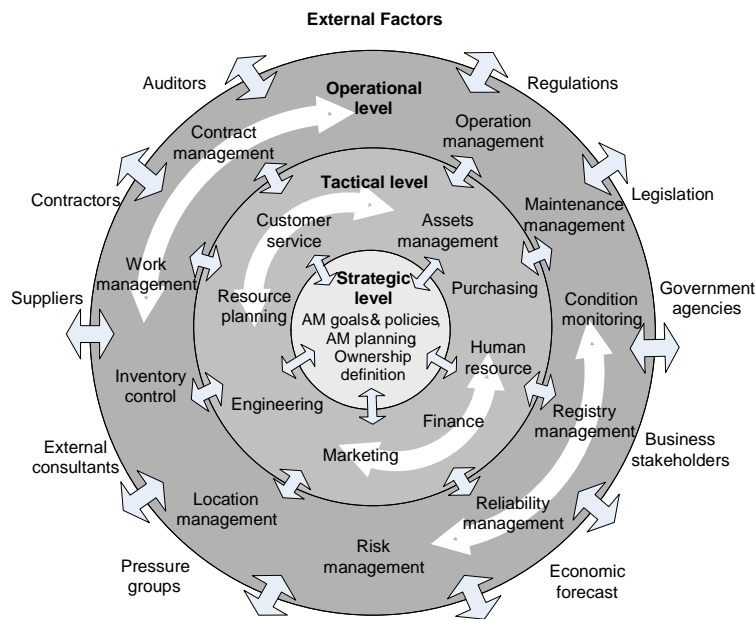 External Factors
Auditors
Regulations
Operational
level
Contract
management
Operation
management
Contractors
Legislation
Tactical level
Customer
service
Assets
management
Maintenance
management
Work
management
Suppliers
Government
agencies
Resource
planning
Strategic
level
AM goals & policies,
AM planning,
Ownership
definition
Purchasing
Condition
monitoring
Human
resource
Inventory
control
Engineering
Finance
Marketing
Registry
management
External
consultants
Business
stakeholders
Location
management
Reliability
management
Risk
management
Pressure
groups
Economic
forecast